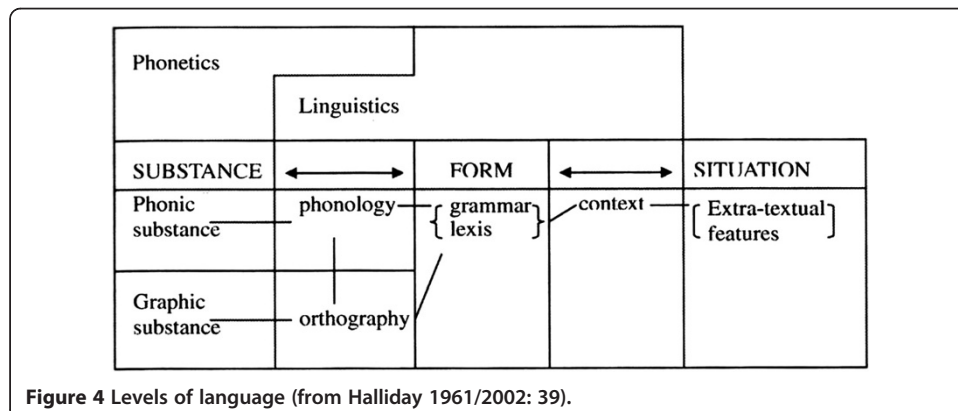 Phonetics
Linguistics
SUBSTANCE FORM SITUATION
Phonic substance phonology grammar lexis context Extra-textual features
Graphic substance orthography
Figure 4 Levels of language (from Halliday 1961/2002: 39).